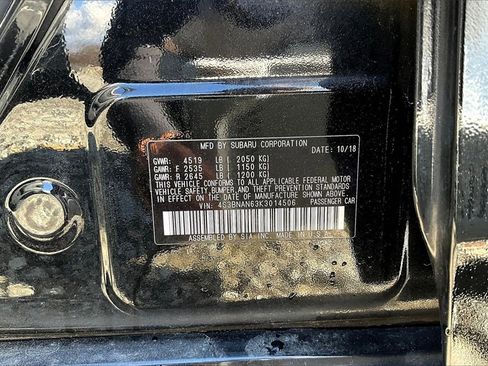 MFD BY SUBARU CORPORATION 10/18
GVWR: 4519 LB ( 2050 KG)
GAWR: F 2535 LB ( 1150 KG)
GAWR: R 2645 LB ( 1200 KG)
THIS VEHICLE CONFORMS TO ALL APPLICABLE FEDERAL MOTOR
VEHICLE SAFETY, BUMPER, AND THEFT PREVENTION STANDARDS
IN EFFECT ON THE DATE OF MANUFACTURE SHOWN ABOVE.
VIN: 4S3BNAN63K3014506 PASSENGER CAR
ASSEMBLED BY SIA, INC. MADE IN U.S.A.